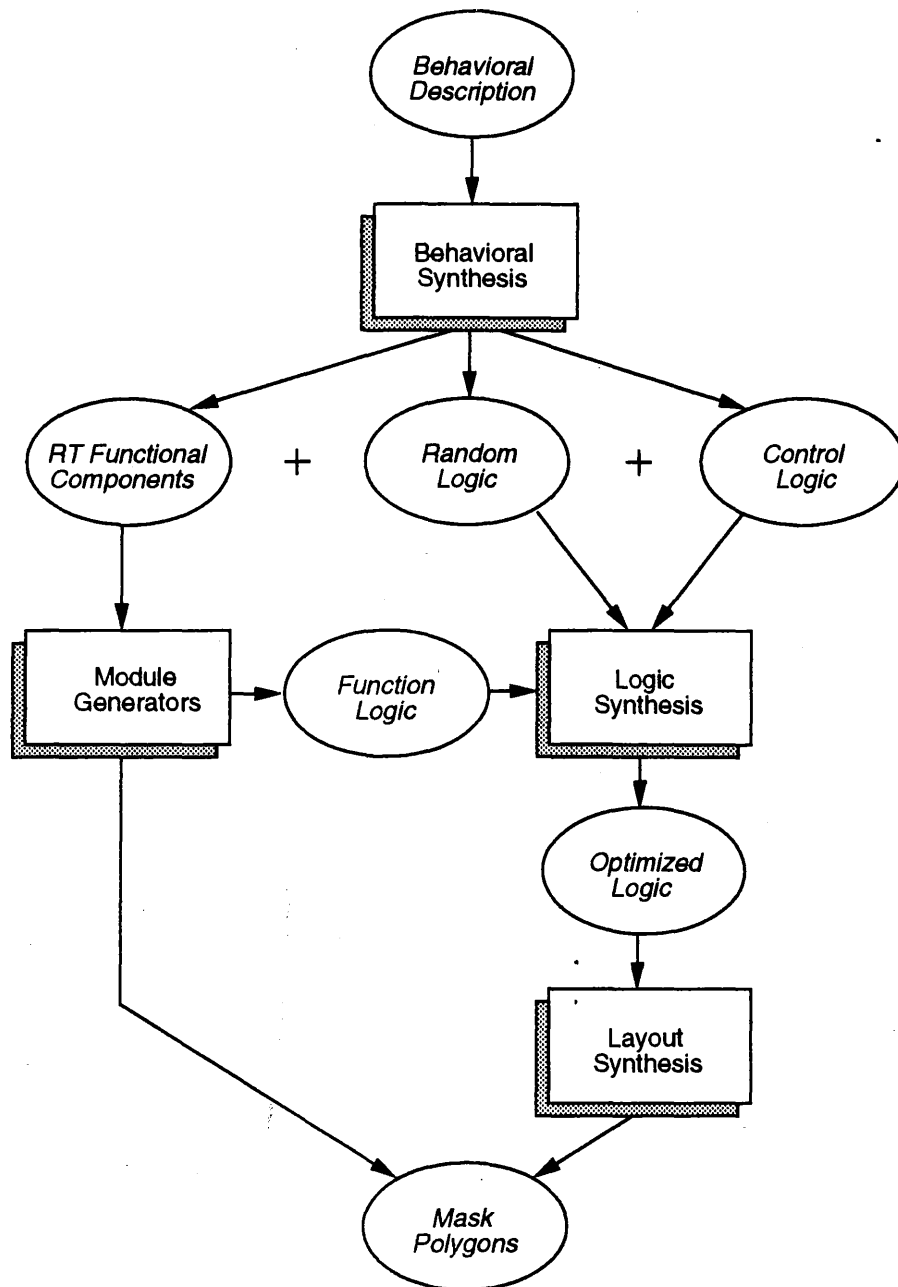 Behavioral
Description
Behavioral
Synthesis
RT Functional
Components
+
Random
Logic
+
Control
Logic
Module
Generators
Function
Logic
Logic
Synthesis
Optimized
Logic
Layout
Synthesis
Mask
Polygons